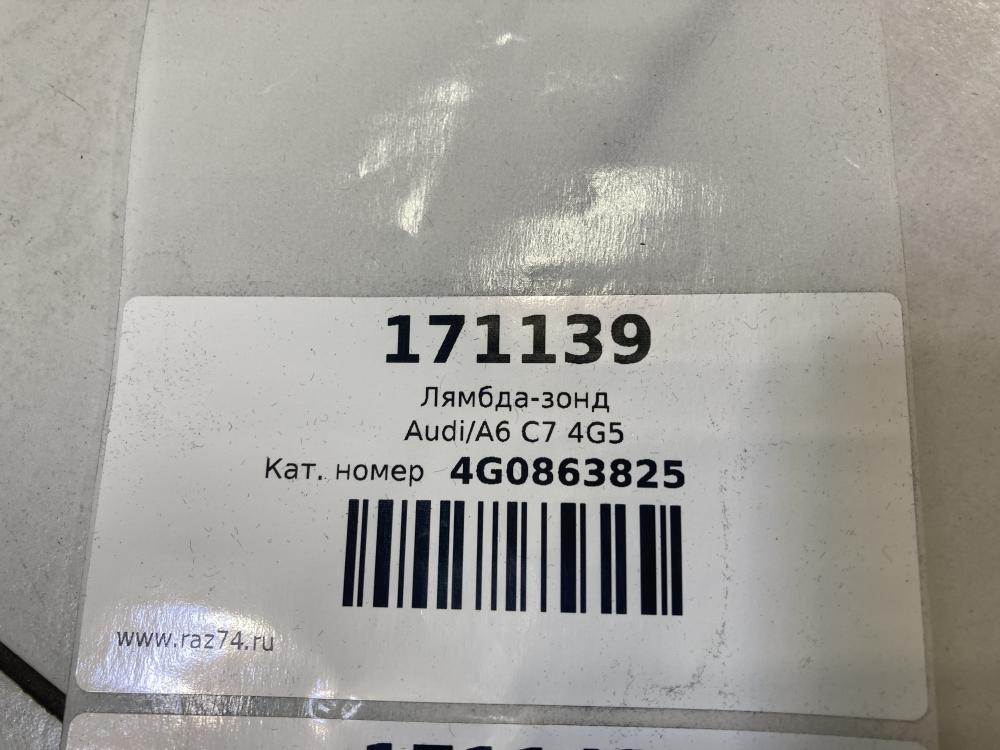 171139
Лямбда-зонд
Audi/A6 C7 4G5
Кат. номер 4G0863825
www.raz74.ru